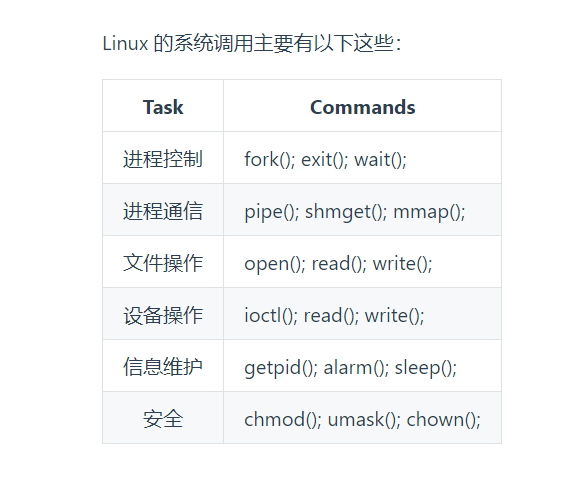 Linux 的系统调用主要有以下这些：
Task Commands
进程控制 fork(); exit(); wait();
进程通信 pipe(); shmget(); mmap();
文件操作 open(); read(); write();
设备操作 ioctl(); read(); write();
信息维护 getpid(); alarm(); sleep();
安全 chmod(); umask(); chown();